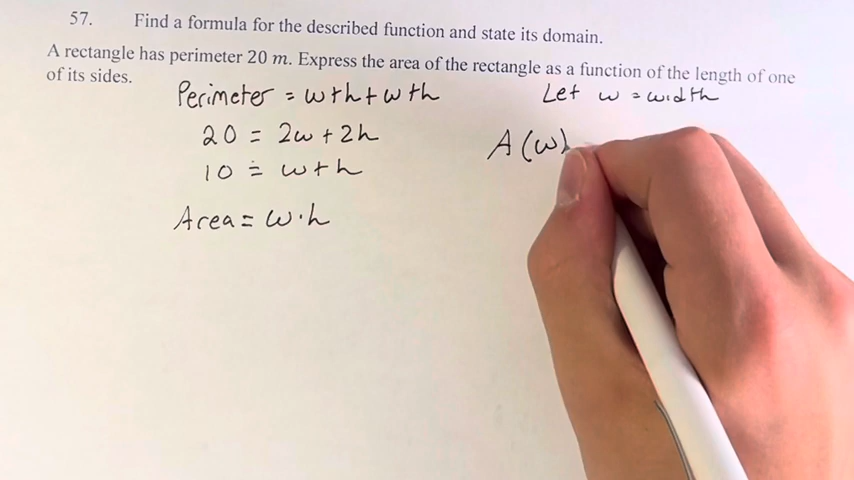 57. Find a formula for the described function and state its domain.
A rectangle has perimeter 20 m. Express the area of the rectangle as a function of the length of one
of its sides.
Perimeter = w+h+w+h
Let w = width
20 = 2w + 2h
A(w)
10 = w+h
Area = w·h